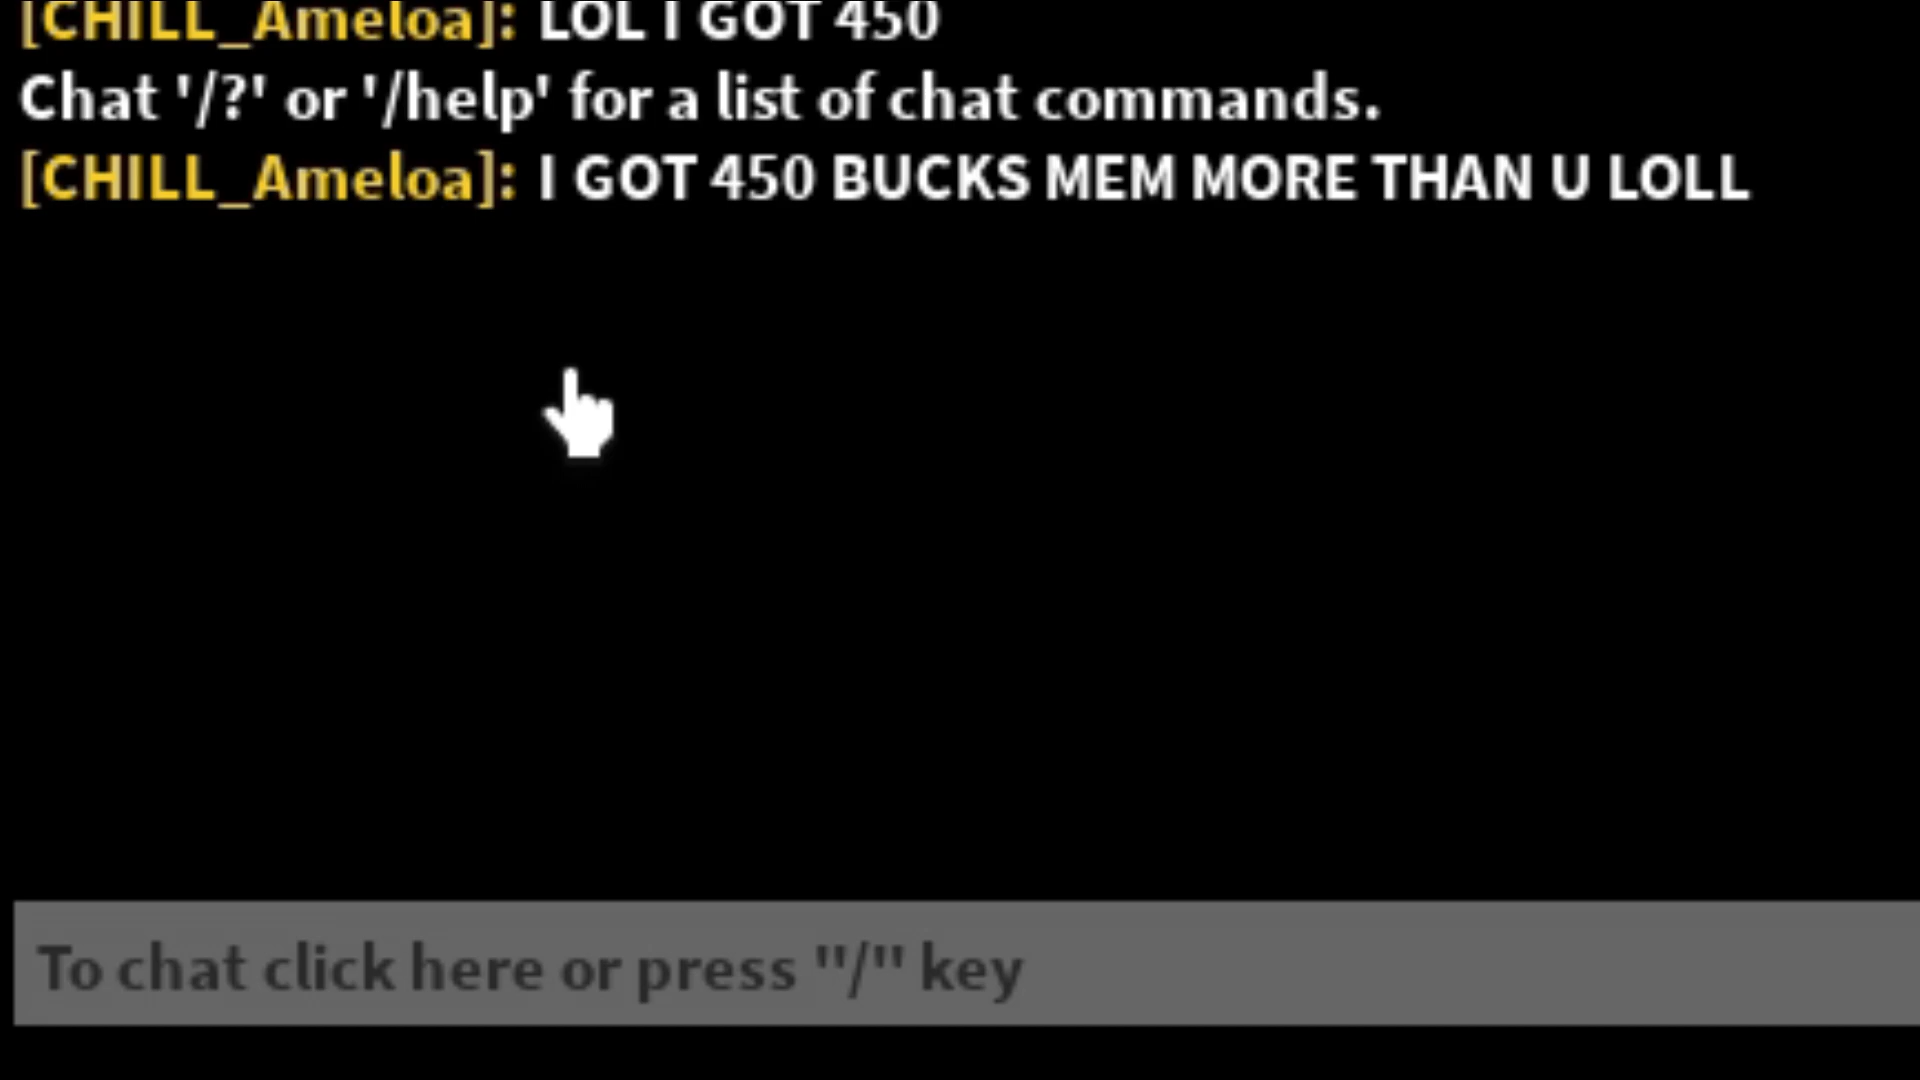 [CHILL_Ameloa]: LOL I GOT 450
Chat '/?' or '/help' for a list of chat commands.
[CHILL_Ameloa]: I GOT 450 BUCKS MEM MORE THAN U LOLL
To chat click here or press "/" key